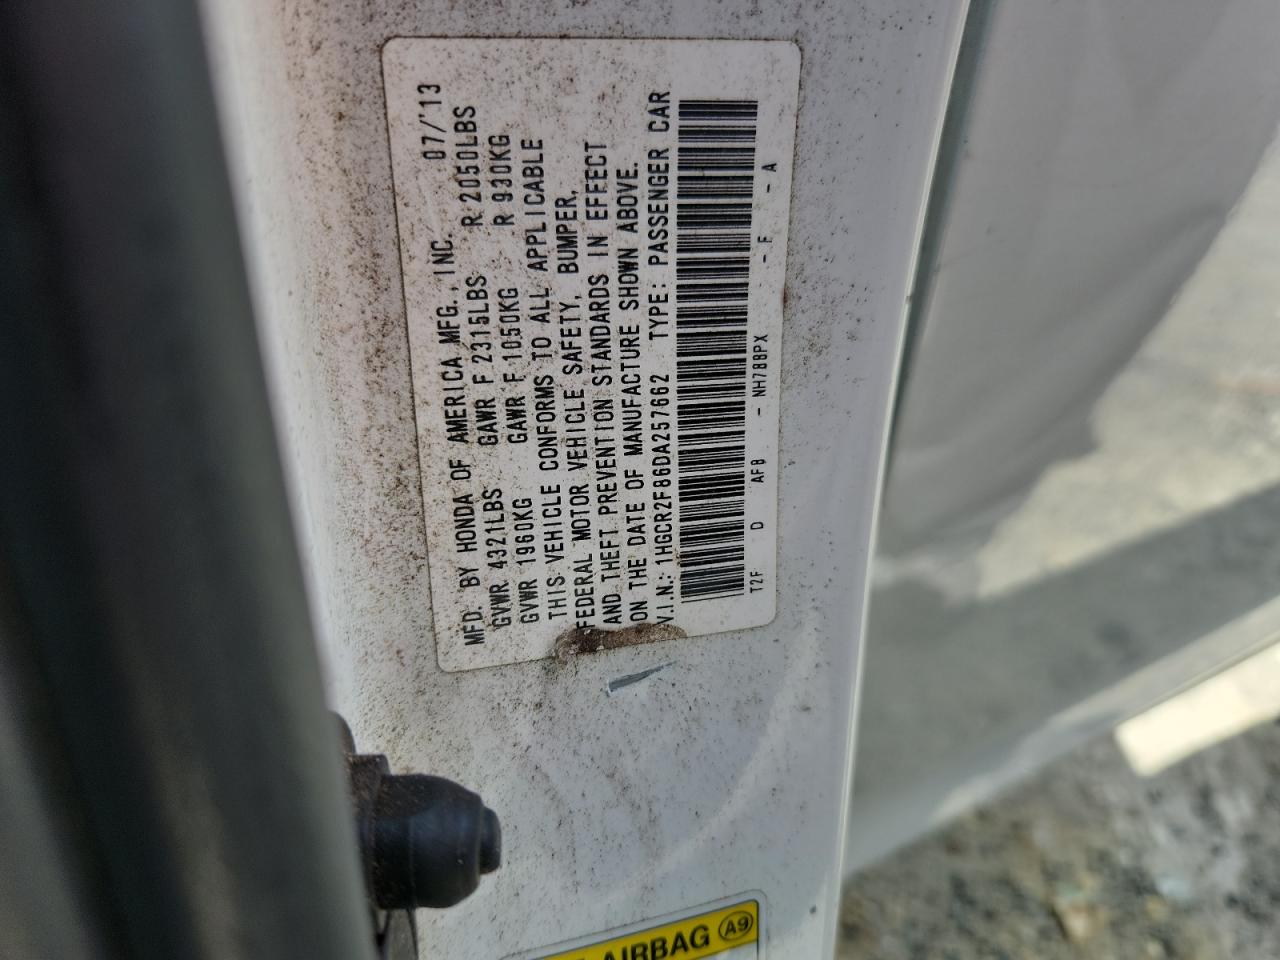 MFD. BY HONDA OF AMERICA MFG., INC. 07/'13
GVWR 4321LBS GAWR F 2315LBS R 2050LBS
GVWR 1960KG GAWR F 1050KG R 930KG
THIS VEHICLE CONFORMS TO ALL APPLICABLE
FEDERAL MOTOR VEHICLE SAFETY, BUMPER,
AND THEFT PREVENTION STANDARDS IN EFFECT
ON THE DATE OF MANUFACTURE SHOWN ABOVE.
V.I.N.: 1HGCR2F86DA257662 TYPE: PASSENGER CAR
T2F D AF8 - NH788PX - F - A
AIRBAG A9